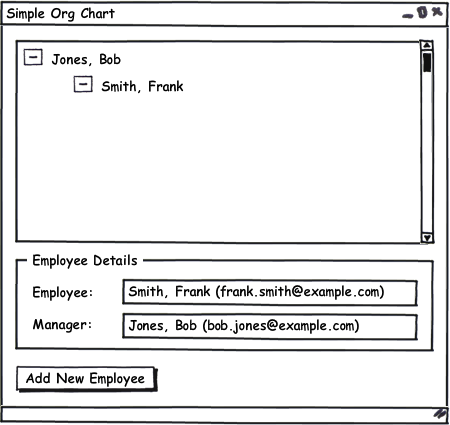 Simple Org Chart
Jones, Bob
Smith, Frank
Employee Details
Employee: Smith, Frank (frank.smith@example.com)
Manager: Jones, Bob (bob.jones@example.com)
Add New Employee